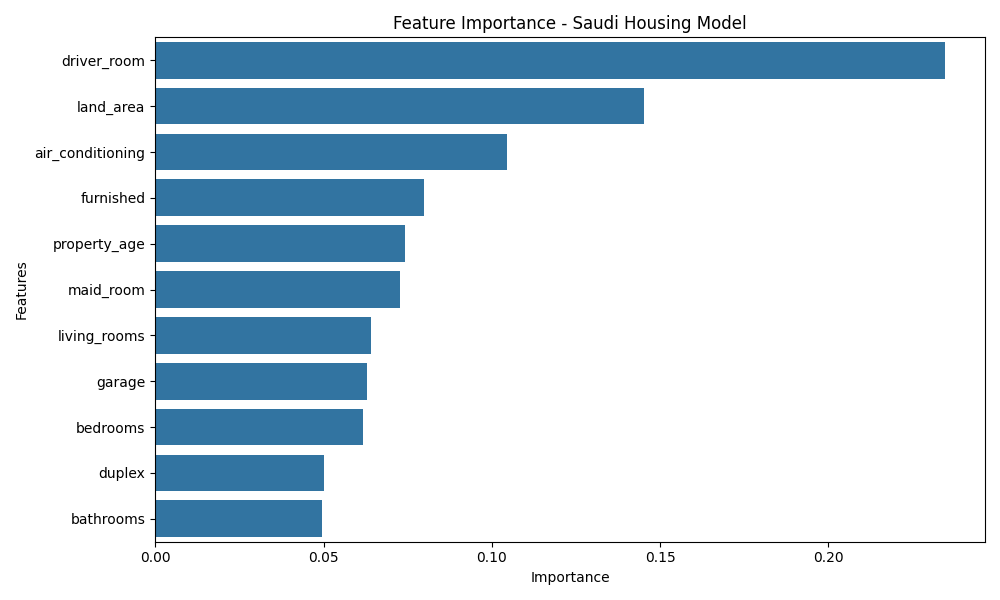 Feature Importance - Saudi Housing Model
Features
driver_room
land_area
air_conditioning
furnished
property_age
maid_room
living_rooms
garage
bedrooms
duplex
bathrooms
0.00 0.05 0.10 0.15 0.20
Importance